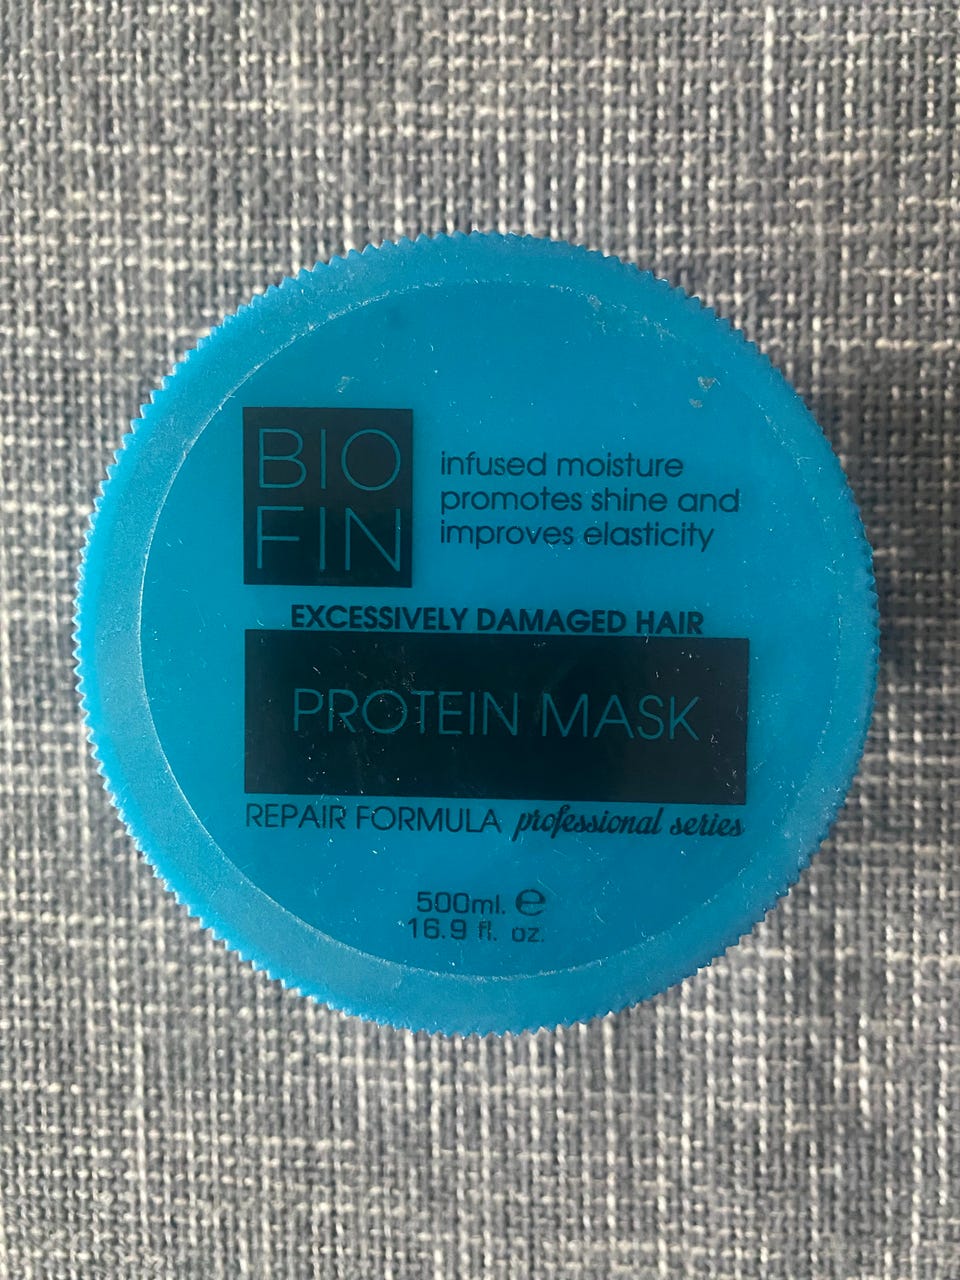 BIO
FIN
infused moisture
promotes shine and
improves elasticity
EXCESSIVELY DAMAGED HAIR
PROTEIN MASK
REPAIR FORMULA professional series
500ml. ℮
16.9 fl. oz.